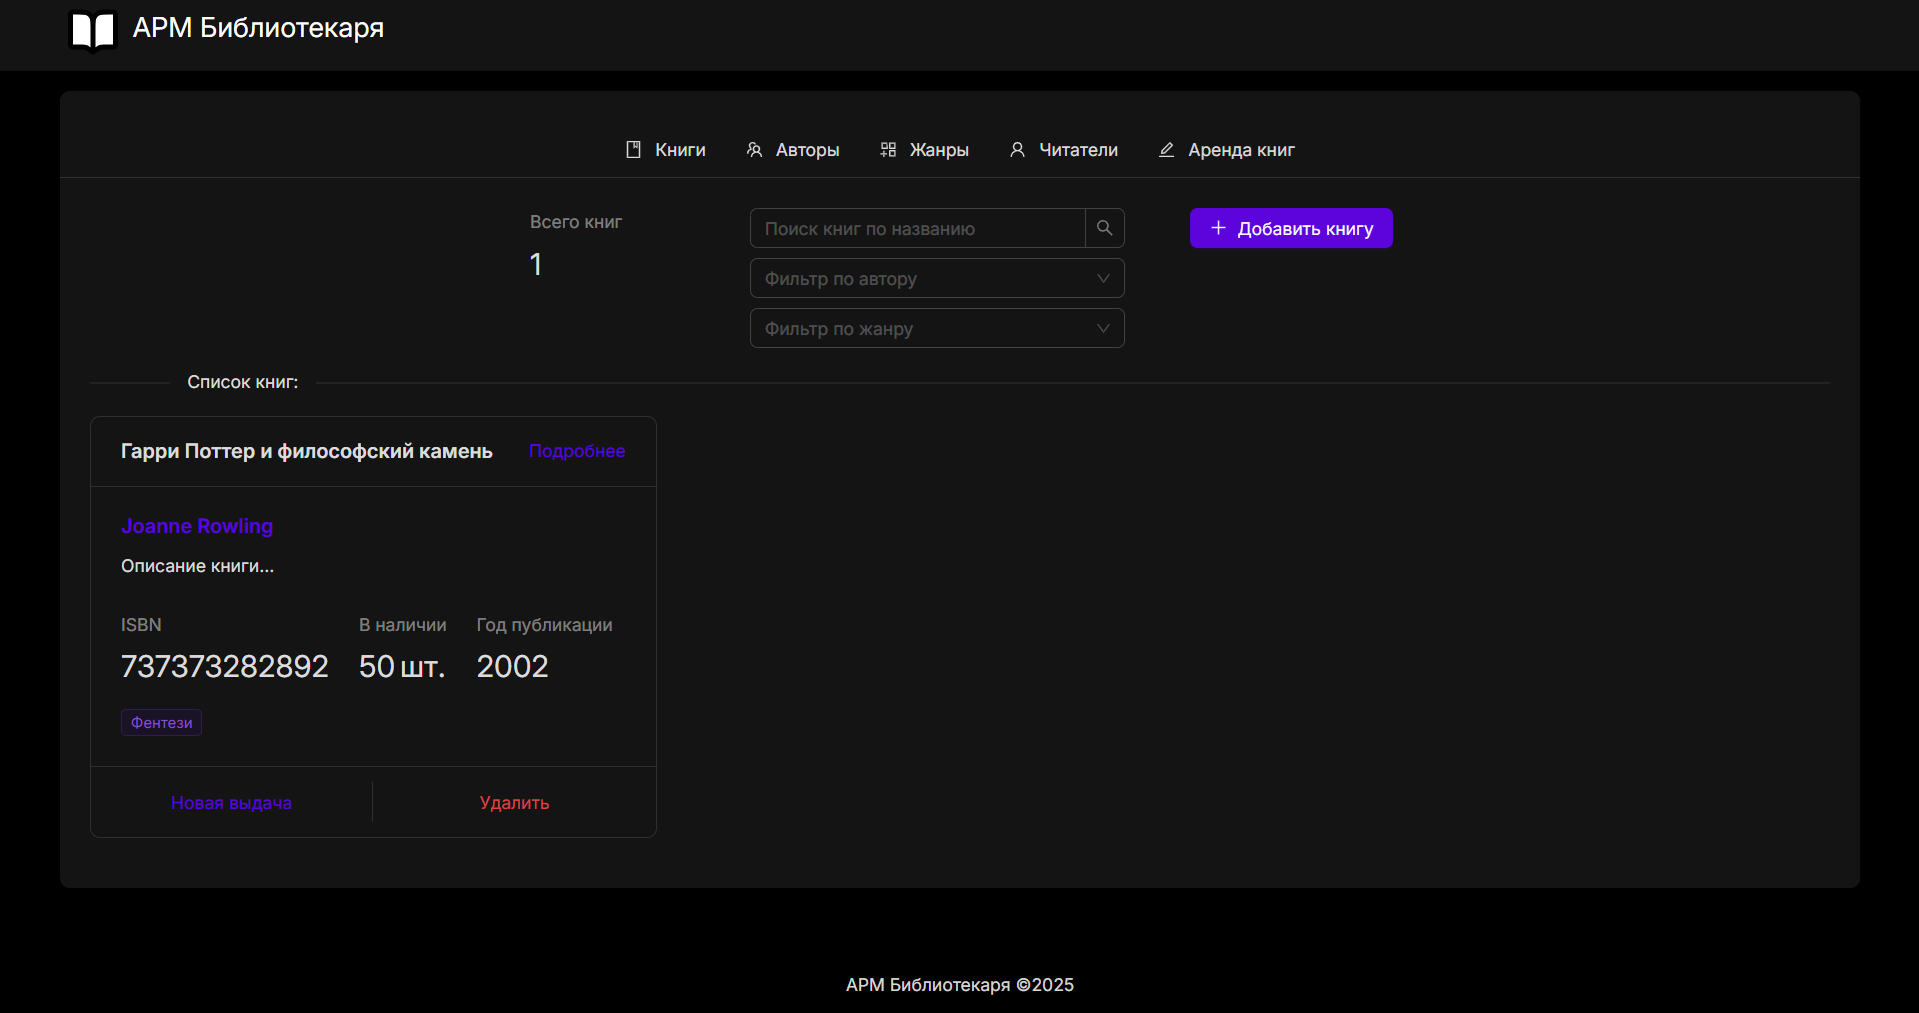 АРМ Библиотекаря
Книги Авторы Жанры Читатели Аренда книг
Всего книг
1
Поиск книг по названию
Фильтр по автору
Фильтр по жанру
Добавить книгу
Список книг:
Гарри Поттер и философский камень Подробнее
Joanne Rowling
Описание книги...
ISBN В наличии Год публикации
737373282892 50 шт. 2002
Фентези
Новая выдача Удалить
АРМ Библиотекаря ©2025